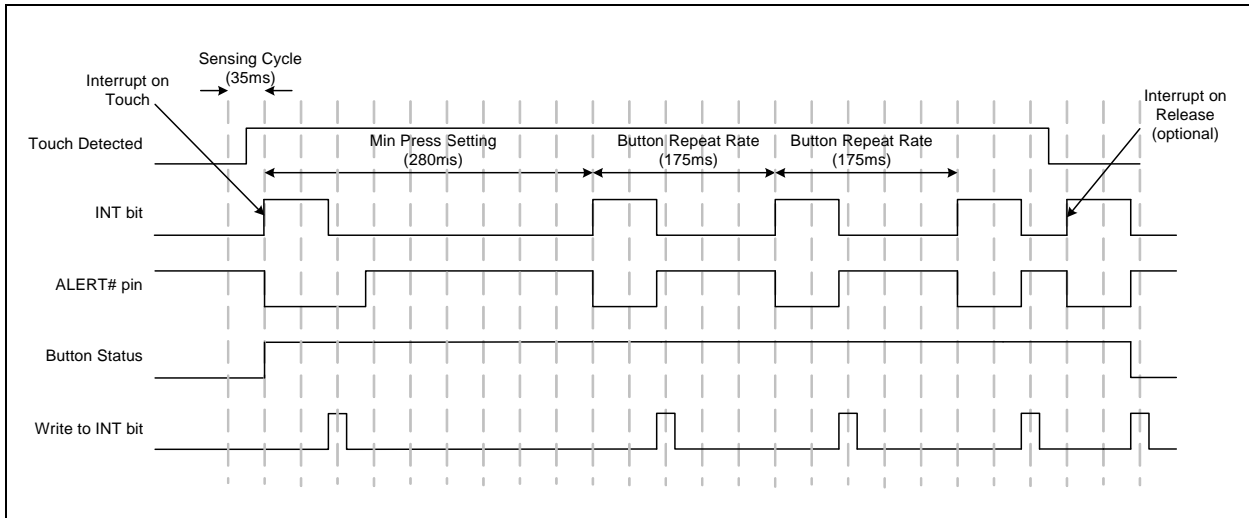 Sensing Cycle
(35ms)
Interrupt on
Touch
Interrupt on
Release
(optional)
Touch Detected
Min Press Setting
(280ms)
Button Repeat Rate
(175ms)
Button Repeat Rate
(175ms)
INT bit
ALERT# pin
Button Status
Write to INT bit